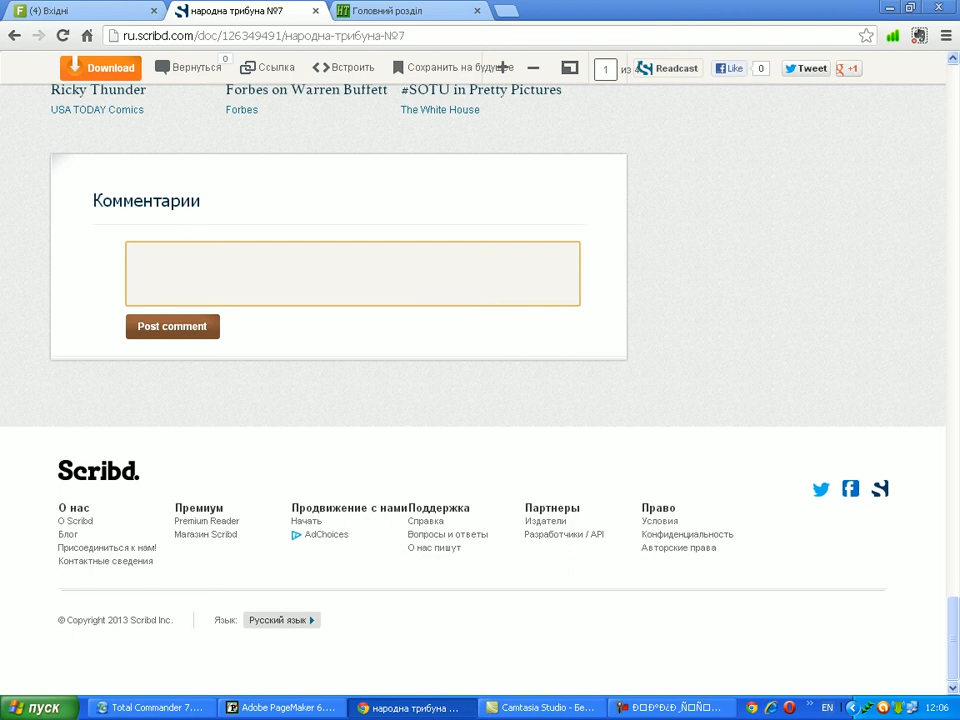 (4) Вхідні
народна трибуна №7
Головний розділ
ru.scribd.com/doc/126349491/народна-трибуна-№7
Download
Вернуться
0
Ссылка
Встроить
Сохранить на будущее
1
из 4
Readcast
Like
0
Tweet
+1
Ricky Thunder
Forbes on Warren Buffett
#SOTU in Pretty Pictures
USA TODAY Comics
Forbes
The White House
Комментарии
Post comment
Scribd.
О нас
Премиум
Продвижение с нами
Поддержка
Партнеры
Право
О Scribd
Premium Reader
Начать
Справка
Издатели
Условия
Блог
Магазин Scribd
AdChoices
Вопросы и ответы
Разработчики / API
Конфиденциальность
Присоединиться к нам!
О нас пишут
Авторские права
Контактные сведения
© Copyright 2013 Scribd Inc.
Язык:
Русский язык
пуск
Total Commander 7....
Adobe PageMaker 6....
народна трибуна ...
Camtasia Studio - Бе...
EN
12:06